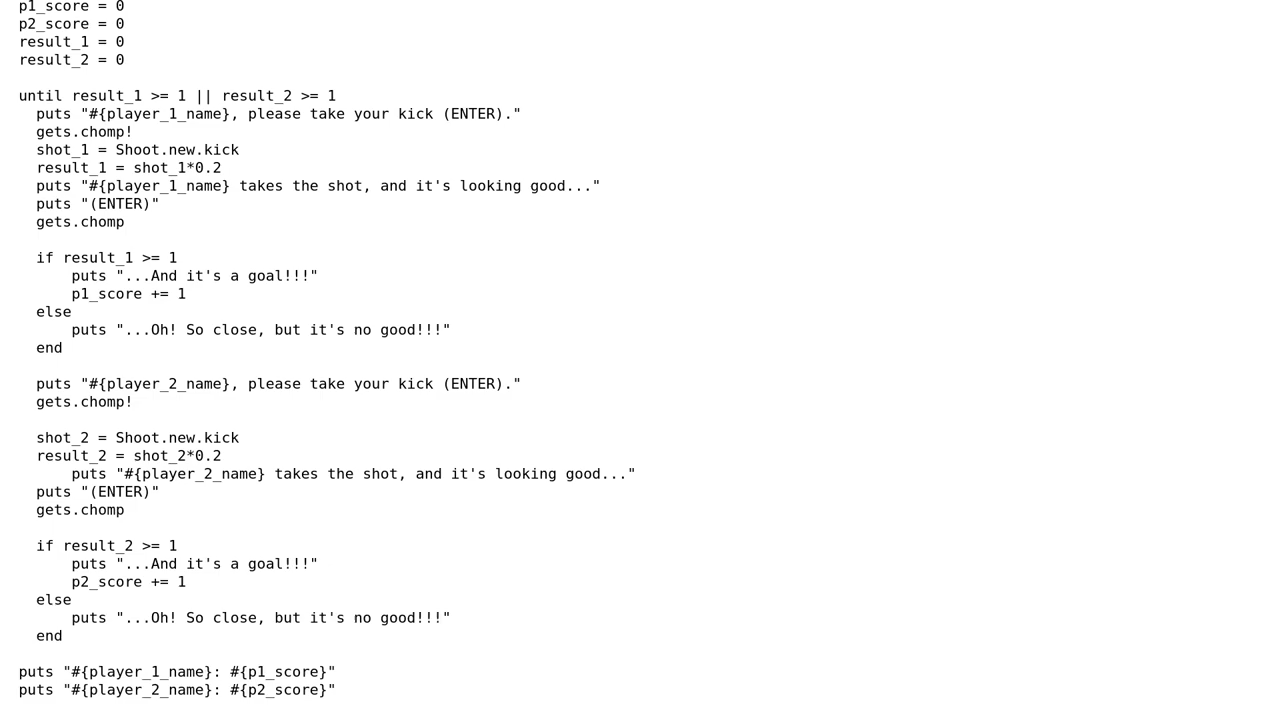 p1_score = 0
p2_score = 0
result_1 = 0
result_2 = 0

until result_1 >= 1 || result_2 >= 1
  puts "#{player_1_name}, please take your kick (ENTER)."
  gets.chomp!
  shot_1 = Shoot.new.kick
  result_1 = shot_1*0.2
  puts "#{player_1_name} takes the shot, and it's looking good..."
  puts "(ENTER)"
  gets.chomp

  if result_1 >= 1
      puts "...And it's a goal!!!"
      p1_score += 1
  else
      puts "...Oh! So close, but it's no good!!!"
  end

  puts "#{player_2_name}, please take your kick (ENTER)."
  gets.chomp!

  shot_2 = Shoot.new.kick
  result_2 = shot_2*0.2
      puts "#{player_2_name} takes the shot, and it's looking good..."
  puts "(ENTER)"
  gets.chomp

  if result_2 >= 1
      puts "...And it's a goal!!!"
      p2_score += 1
  else
      puts "...Oh! So close, but it's no good!!!"
  end

puts "#{player_1_name}: #{p1_score}"
puts "#{player_2_name}: #{p2_score}"